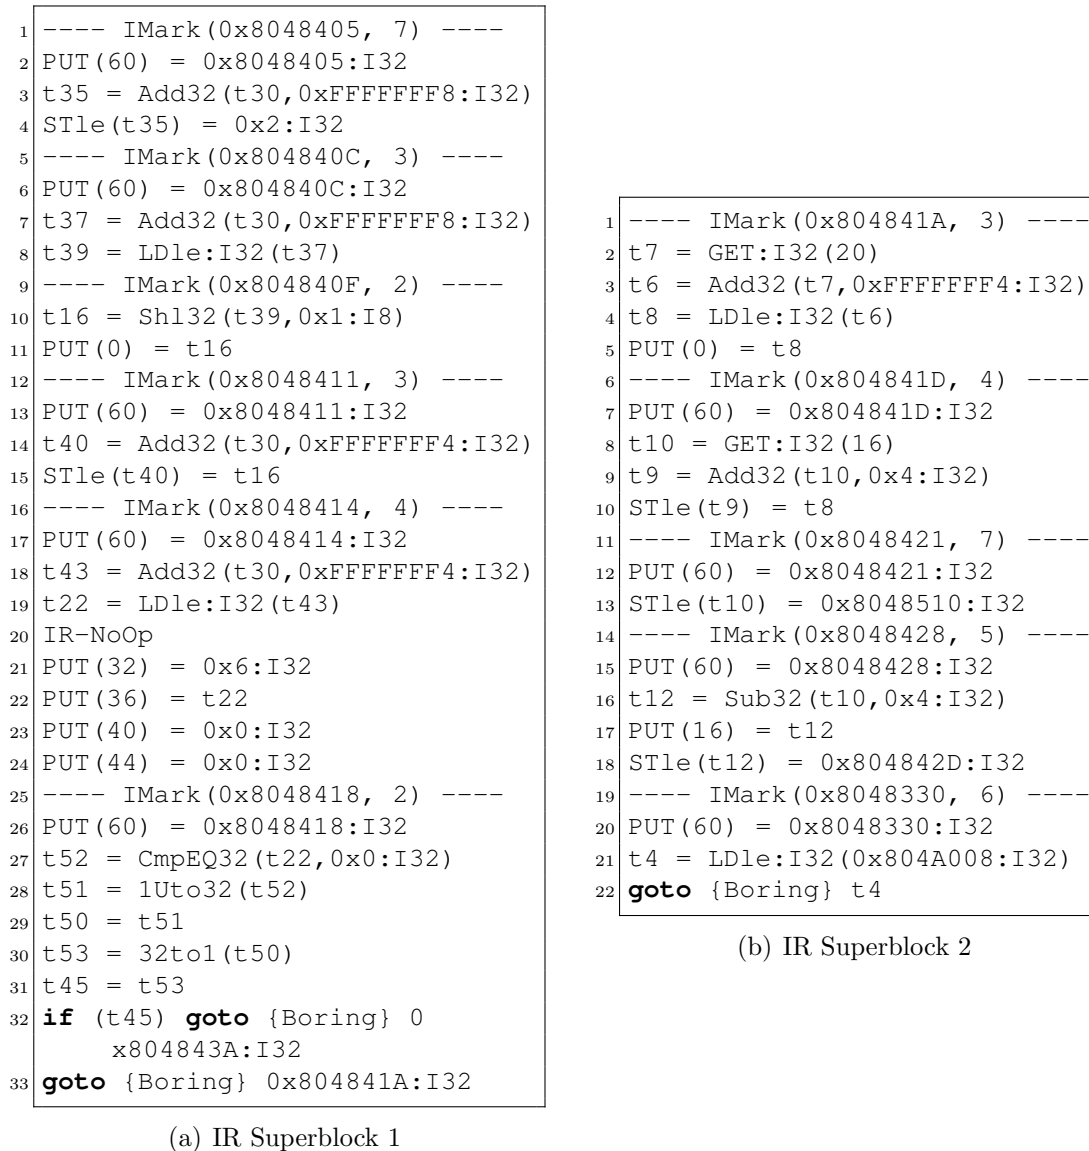 1 ---- IMark(0x8048405, 7) ----
2 PUT(60) = 0x8048405:I32
3 t35 = Add32(t30,0xFFFFFFF8:I32)
4 STle(t35) = 0x2:I32
5 ---- IMark(0x804840C, 3) ----
6 PUT(60) = 0x804840C:I32
7 t37 = Add32(t30,0xFFFFFFF8:I32)
8 t39 = LDle:I32(t37)
9 ---- IMark(0x804840F, 2) ----
10 t16 = Shl32(t39,0x1:I8)
11 PUT(0) = t16
12 ---- IMark(0x8048411, 3) ----
13 PUT(60) = 0x8048411:I32
14 t40 = Add32(t30,0xFFFFFFF4:I32)
15 STle(t40) = t16
16 ---- IMark(0x8048414, 4) ----
17 PUT(60) = 0x8048414:I32
18 t43 = Add32(t30,0xFFFFFFF4:I32)
19 t22 = LDle:I32(t43)
20 IR-NoOp
21 PUT(32) = 0x6:I32
22 PUT(36) = t22
23 PUT(40) = 0x0:I32
24 PUT(44) = 0x0:I32
25 ---- IMark(0x8048418, 2) ----
26 PUT(60) = 0x8048418:I32
27 t52 = CmpEQ32(t22,0x0:I32)
28 t51 = 1Uto32(t52)
29 t50 = t51
30 t53 = 32to1(t50)
31 t45 = t53
32 if (t45) goto {Boring} 0
x804843A:I32
33 goto {Boring} 0x804841A:I32
(a) IR Superblock 1
1 ---- IMark(0x804841A, 3) ----
2 t7 = GET:I32(20)
3 t6 = Add32(t7,0xFFFFFFF4:I32)
4 t8 = LDle:I32(t6)
5 PUT(0) = t8
6 ---- IMark(0x804841D, 4) ----
7 PUT(60) = 0x804841D:I32
8 t10 = GET:I32(16)
9 t9 = Add32(t10,0x4:I32)
10 STle(t9) = t8
11 ---- IMark(0x8048421, 7) ----
12 PUT(60) = 0x8048421:I32
13 STle(t10) = 0x8048510:I32
14 ---- IMark(0x8048428, 5) ----
15 PUT(60) = 0x8048428:I32
16 t12 = Sub32(t10,0x4:I32)
17 PUT(16) = t12
18 STle(t12) = 0x804842D:I32
19 ---- IMark(0x8048330, 6) ----
20 PUT(60) = 0x8048330:I32
21 t4 = LDle:I32(0x804A008:I32)
22 goto {Boring} t4
(b) IR Superblock 2